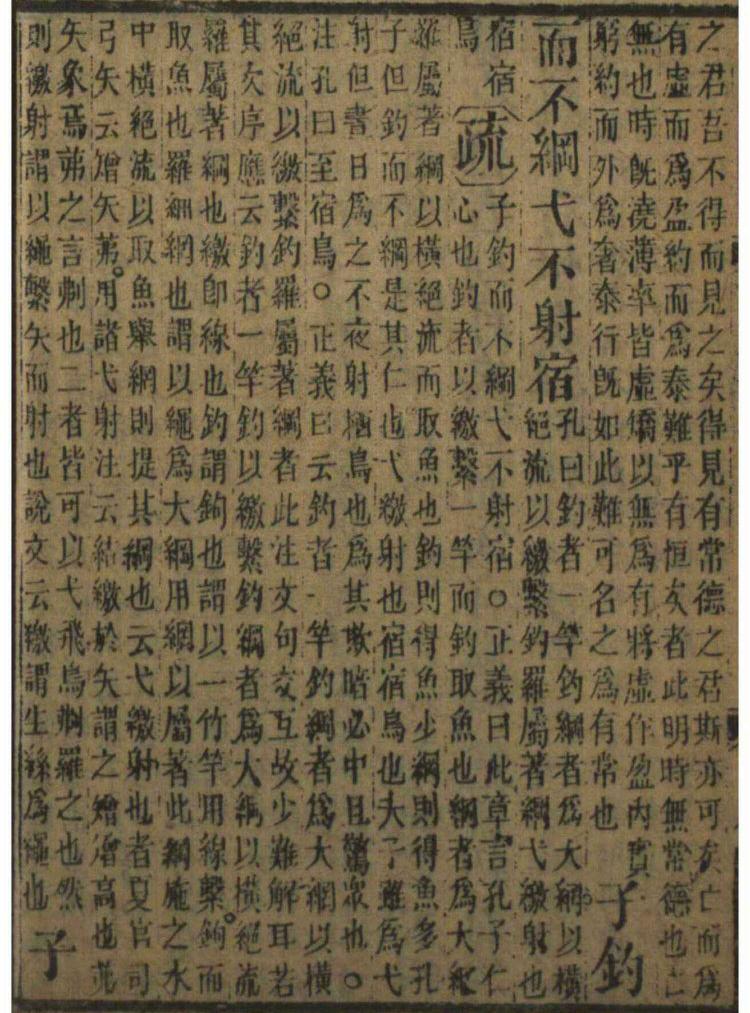 之君吾不得而見之矣得見有常德之君斯亦可矣亡而爲
有虛而爲盈約而爲泰難乎有恒矣者此明時無常德也亡
無也時旣澆薄率皆虛矯以無爲有將虛作盈內實
窮約而外爲奢泰行旣如此難可名之爲有常也
子釣
而不綱弋不射宿
孔曰釣者一竿釣綱者爲大網以橫
絕流以繳繫釣羅屬著綱弋繳射也
宿宿
鳥
疏
子釣而不綱弋不射宿○正義曰此章言孔子仁
心也釣者以繳繫一竿而釣取魚也綱者爲大網
羅屬著綱以橫絕流而取魚也釣則得魚少綱則得魚多孔
子但釣而不綱是其仁也弋繳射也宿宿鳥也夫子雖爲弋
射但晝日爲之不夜射栖鳥也爲其欺暗必中且驚衆也○
注孔曰至宿鳥○正義曰云釣者一竿釣綱者爲大網以橫
絕流以繳繫釣羅屬著綱者此注文句交互故少難解耳若
其次序應云釣者一竿釣以繳繫釣綱者爲大網以橫絕流
羅屬著綱也繳卽線也釣謂鉤也謂以一竹竿用線繫鉤而
取魚也羅細網也謂以繩爲大綱用網以屬著此綱施之水
中橫絕流以取魚舉網則提其綱也云弋繳射也者夏官司
弓矢云矰矢茀矢用諸弋射注云結繳於矢謂之矰矰高也茀
矢象焉茀之言刜也二者皆可以弋飛鳥刜羅之也然
則繳射謂以繩繫矢而射也說文云繳謂生絲爲繩也
子